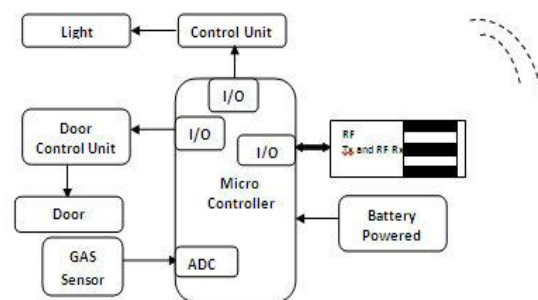 Light
Control Unit
I/O
Door
Control Unit
I/O
I/O
RF
Tx and RF Rx
Micro
Controller
Door
Battery
Powered
GAS
Sensor
ADC